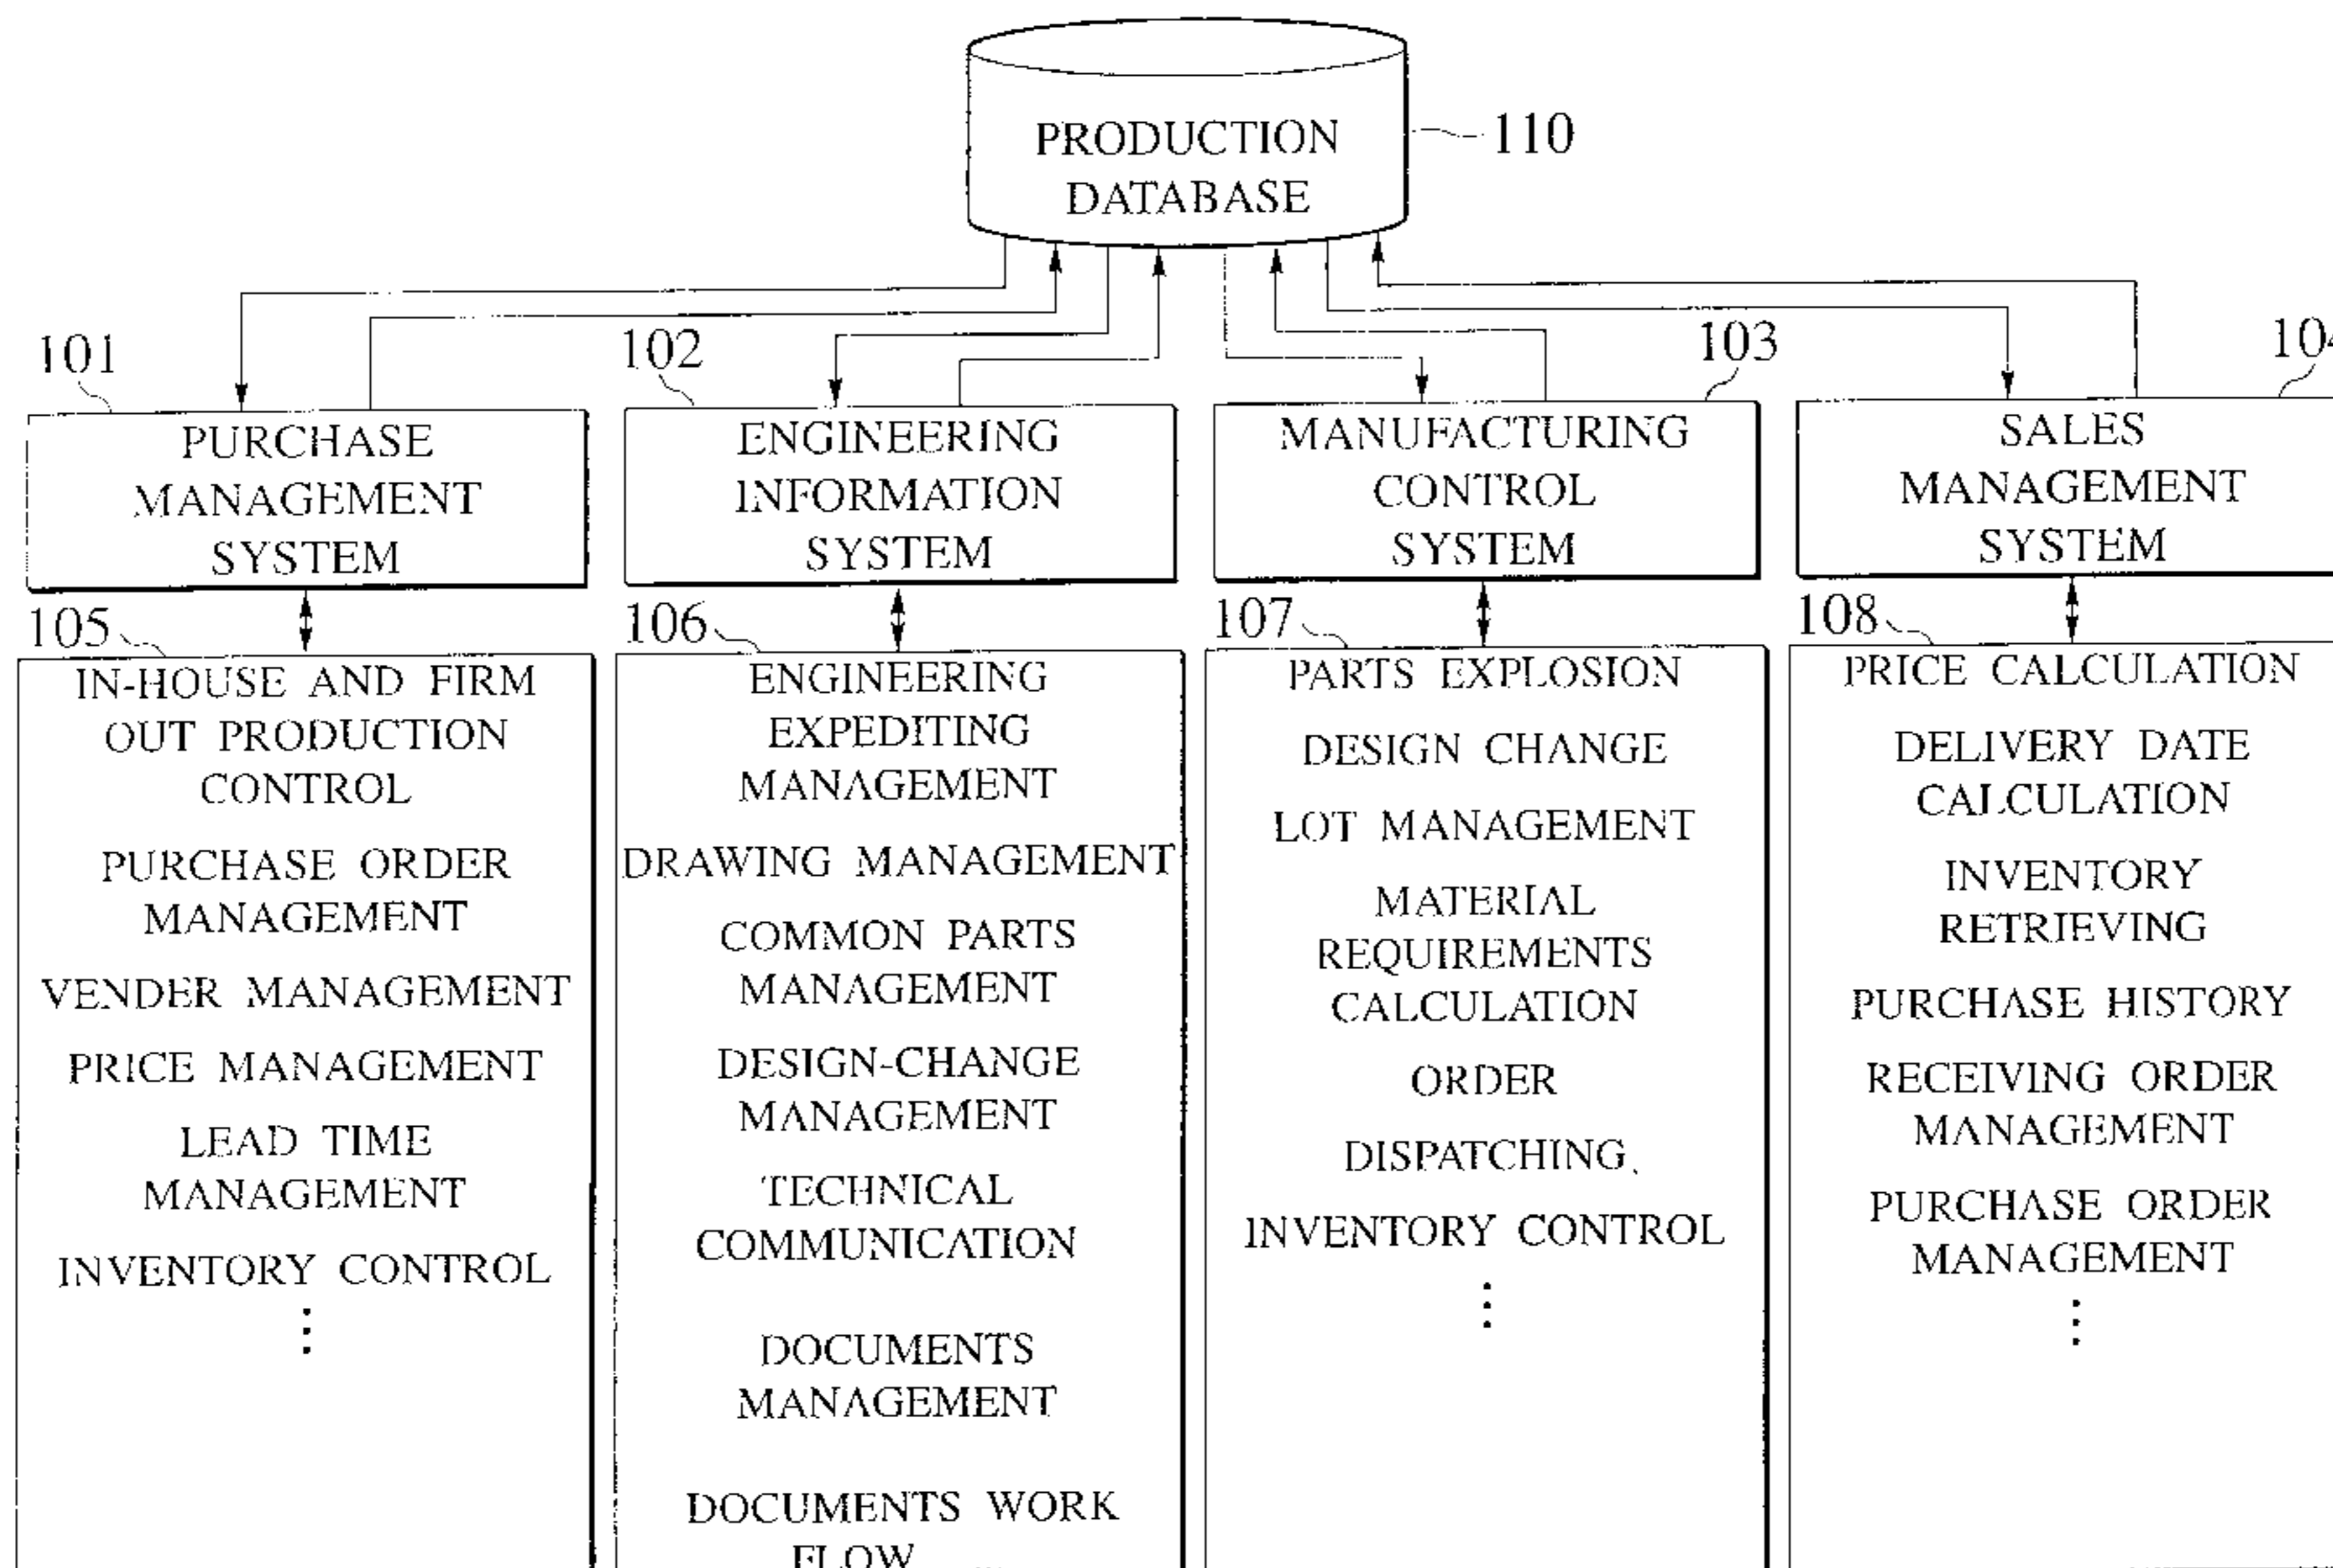 PRODUCTION
DATABASE
110
101
102
103
104
PURCHASE
MANAGEMENT
SYSTEM
ENGINEERING
INFORMATION
SYSTEM
MANUFACTURING
CONTROL
SYSTEM
SALES
MANAGEMENT
SYSTEM
105
IN-HOUSE AND FIRM
OUT PRODUCTION
CONTROL
PURCHASE ORDER
MANAGEMENT
VENDER MANAGEMENT
PRICE MANAGEMENT
LEAD TIME
MANAGEMENT
INVENTORY CONTROL
106
ENGINEERING
EXPEDITING
MANAGEMENT
DRAWING MANAGEMENT
COMMON PARTS
MANAGEMENT
DESIGN-CHANGE
MANAGEMENT
TECHNICAL
COMMUNICATION
DOCUMENTS
MANAGEMENT
DOCUMENTS WORK
FLOW
107
PARTS EXPLOSION
DESIGN CHANGE
LOT MANAGEMENT
MATERIAL
REQUIREMENTS
CALCULATION
ORDER
DISPATCHING
INVENTORY CONTROL
108
PRICE CALCULATION
DELIVERY DATE
CALCULATION
INVENTORY
RETRIEVING
PURCHASE HISTORY
RECEIVING ORDER
MANAGEMENT
PURCHASE ORDER
MANAGEMENT